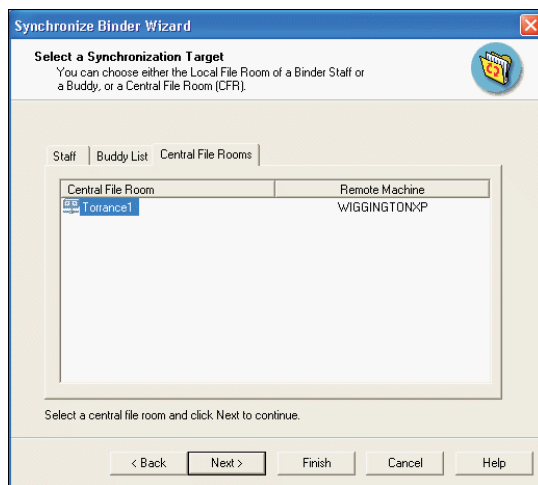 Synchronize Binder Wizard
Select a Synchronization Target
You can choose either the Local File Room of a Binder Staff or
a Buddy, or a Central File Room (CFR).
Staff Buddy List Central File Rooms
Central File Room Remote Machine
Torrance1 WIGGINGTONXP
Select a central file room and click Next to continue.
< Back Next > Finish Cancel Help